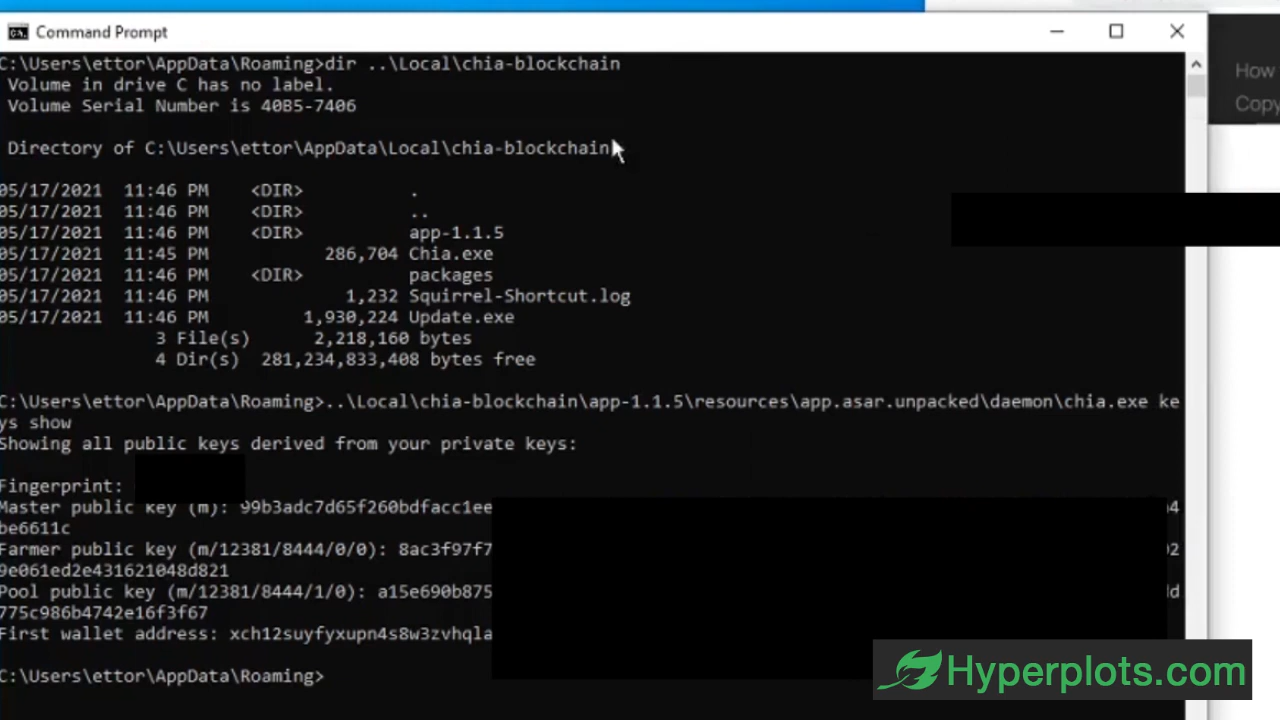 Command Prompt
C:\Users\ettor\AppData\Roaming>dir ..\Local\chia-blockchain
Volume in drive C has no label.
Volume Serial Number is 40B5-7406
Directory of C:\Users\ettor\AppData\Local\chia-blockchain
05/17/2021 11:46 PM <DIR> .
05/17/2021 11:46 PM <DIR> ..
05/17/2021 11:46 PM <DIR> app-1.1.5
05/17/2021 11:45 PM 286,704 Chia.exe
05/17/2021 11:46 PM <DIR> packages
05/17/2021 11:46 PM 1,232 Squirrel-Shortcut.log
05/17/2021 11:46 PM 1,930,224 Update.exe
3 File(s) 2,218,160 bytes
4 Dir(s) 281,234,833,408 bytes free
C:\Users\ettor\AppData\Roaming>..\Local\chia-blockchain\app-1.1.5\resources\app.asar.unpacked\daemon\chia.exe ke
ys show
Showing all public keys derived from your private keys:
Fingerprint:
Master public key (m): 99b3adc7d65f260bdfacc1ee 4
be6611c
Farmer public key (m/12381/8444/0/0): 8ac3f97f7 2
9e061ed2e431621048d821
Pool public key (m/12381/8444/1/0): a15e690b875 d
775c986b4742e16f3f67
First wallet address: xch12suyfyxupn4s8w3zvhqla
C:\Users\ettor\AppData\Roaming>
How
Copy
Hyperplots.com